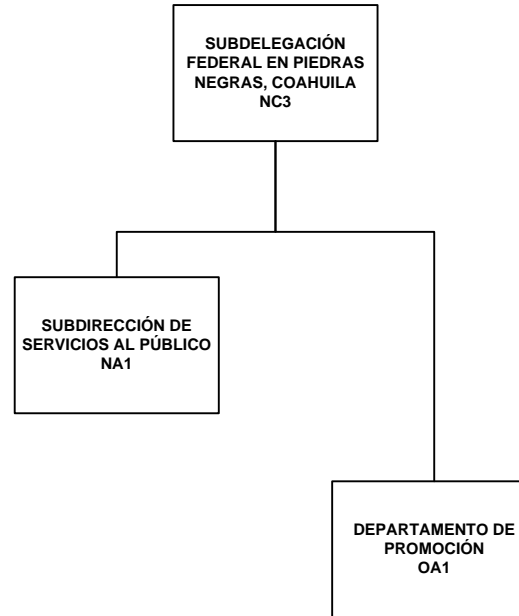 SUBDELEGACIÓN
FEDERAL EN PIEDRAS
NEGRAS, COAHUILA
NC3
SUBDIRECCIÓN DE
SERVICIOS AL PÚBLICO
NA1
DEPARTAMENTO DE
PROMOCIÓN
OA1